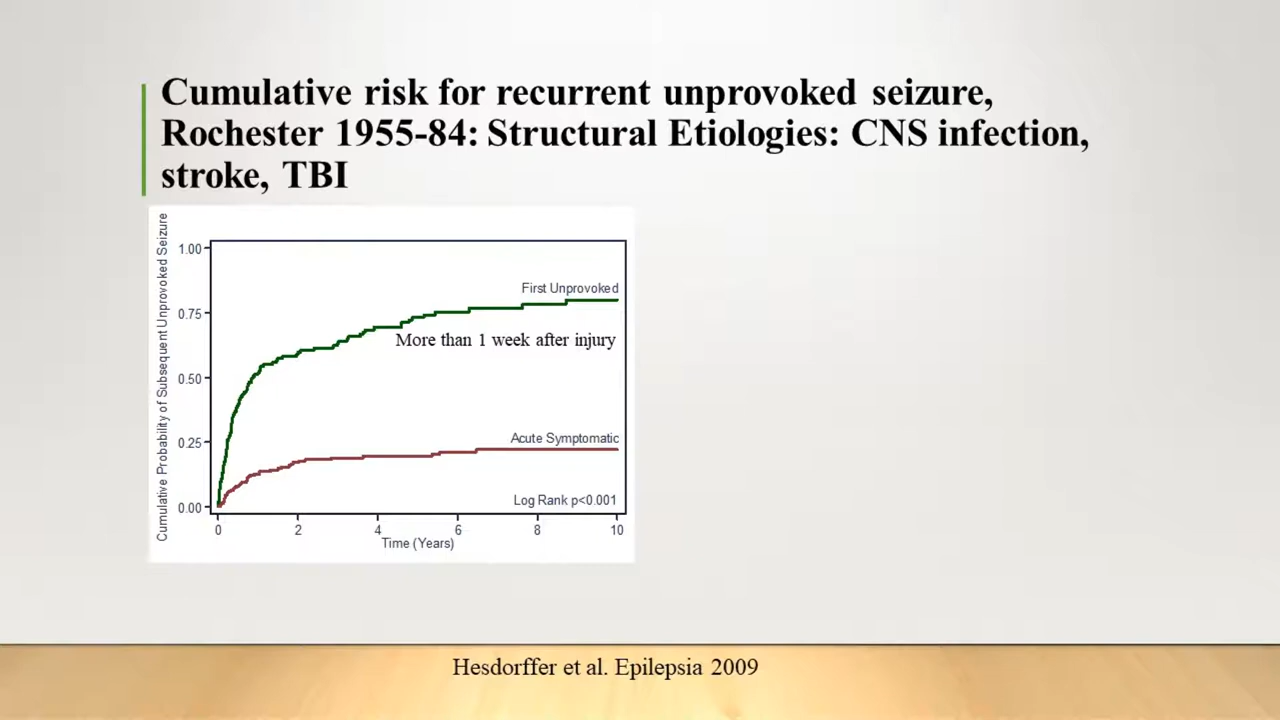 Cumulative risk for recurrent unprovoked seizure,
Rochester 1955-84: Structural Etiologies: CNS infection,
stroke, TBI
Cumulative Probability of Subsequent Unprovoked Seizure
1.00
0.75
0.50
0.25
0.00
First Unprovoked
More than 1 week after injury
Acute Symptomatic
Log Rank p<0.001
0 2 4 6 8 10
Time (Years)
Hesdorffer et al. Epilepsia 2009